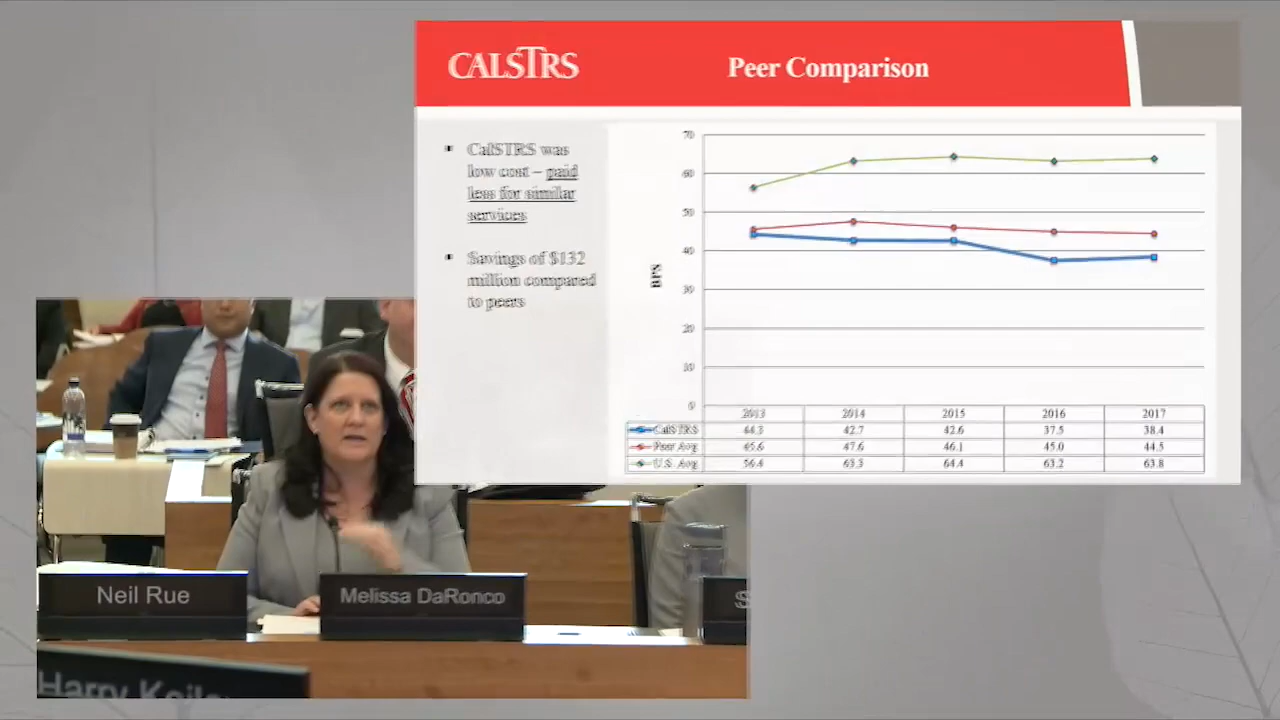 CALSTRS
Peer Comparison
▪ CalSTRS was
low cost – paid
less for similar
services
▪ Savings of $132
million compared
to peers
BPS
70
60
50
40
30
20
10
0
2013 2014 2015 2016 2017
CalSTRS 44.3 42.7 42.6 37.5 38.4
Peer Avg 45.6 47.6 46.1 45.0 44.5
U.S. Avg 56.4 63.3 64.4 63.2 63.8
Neil Rue
Melissa DaRonco
S
Harry Keiley